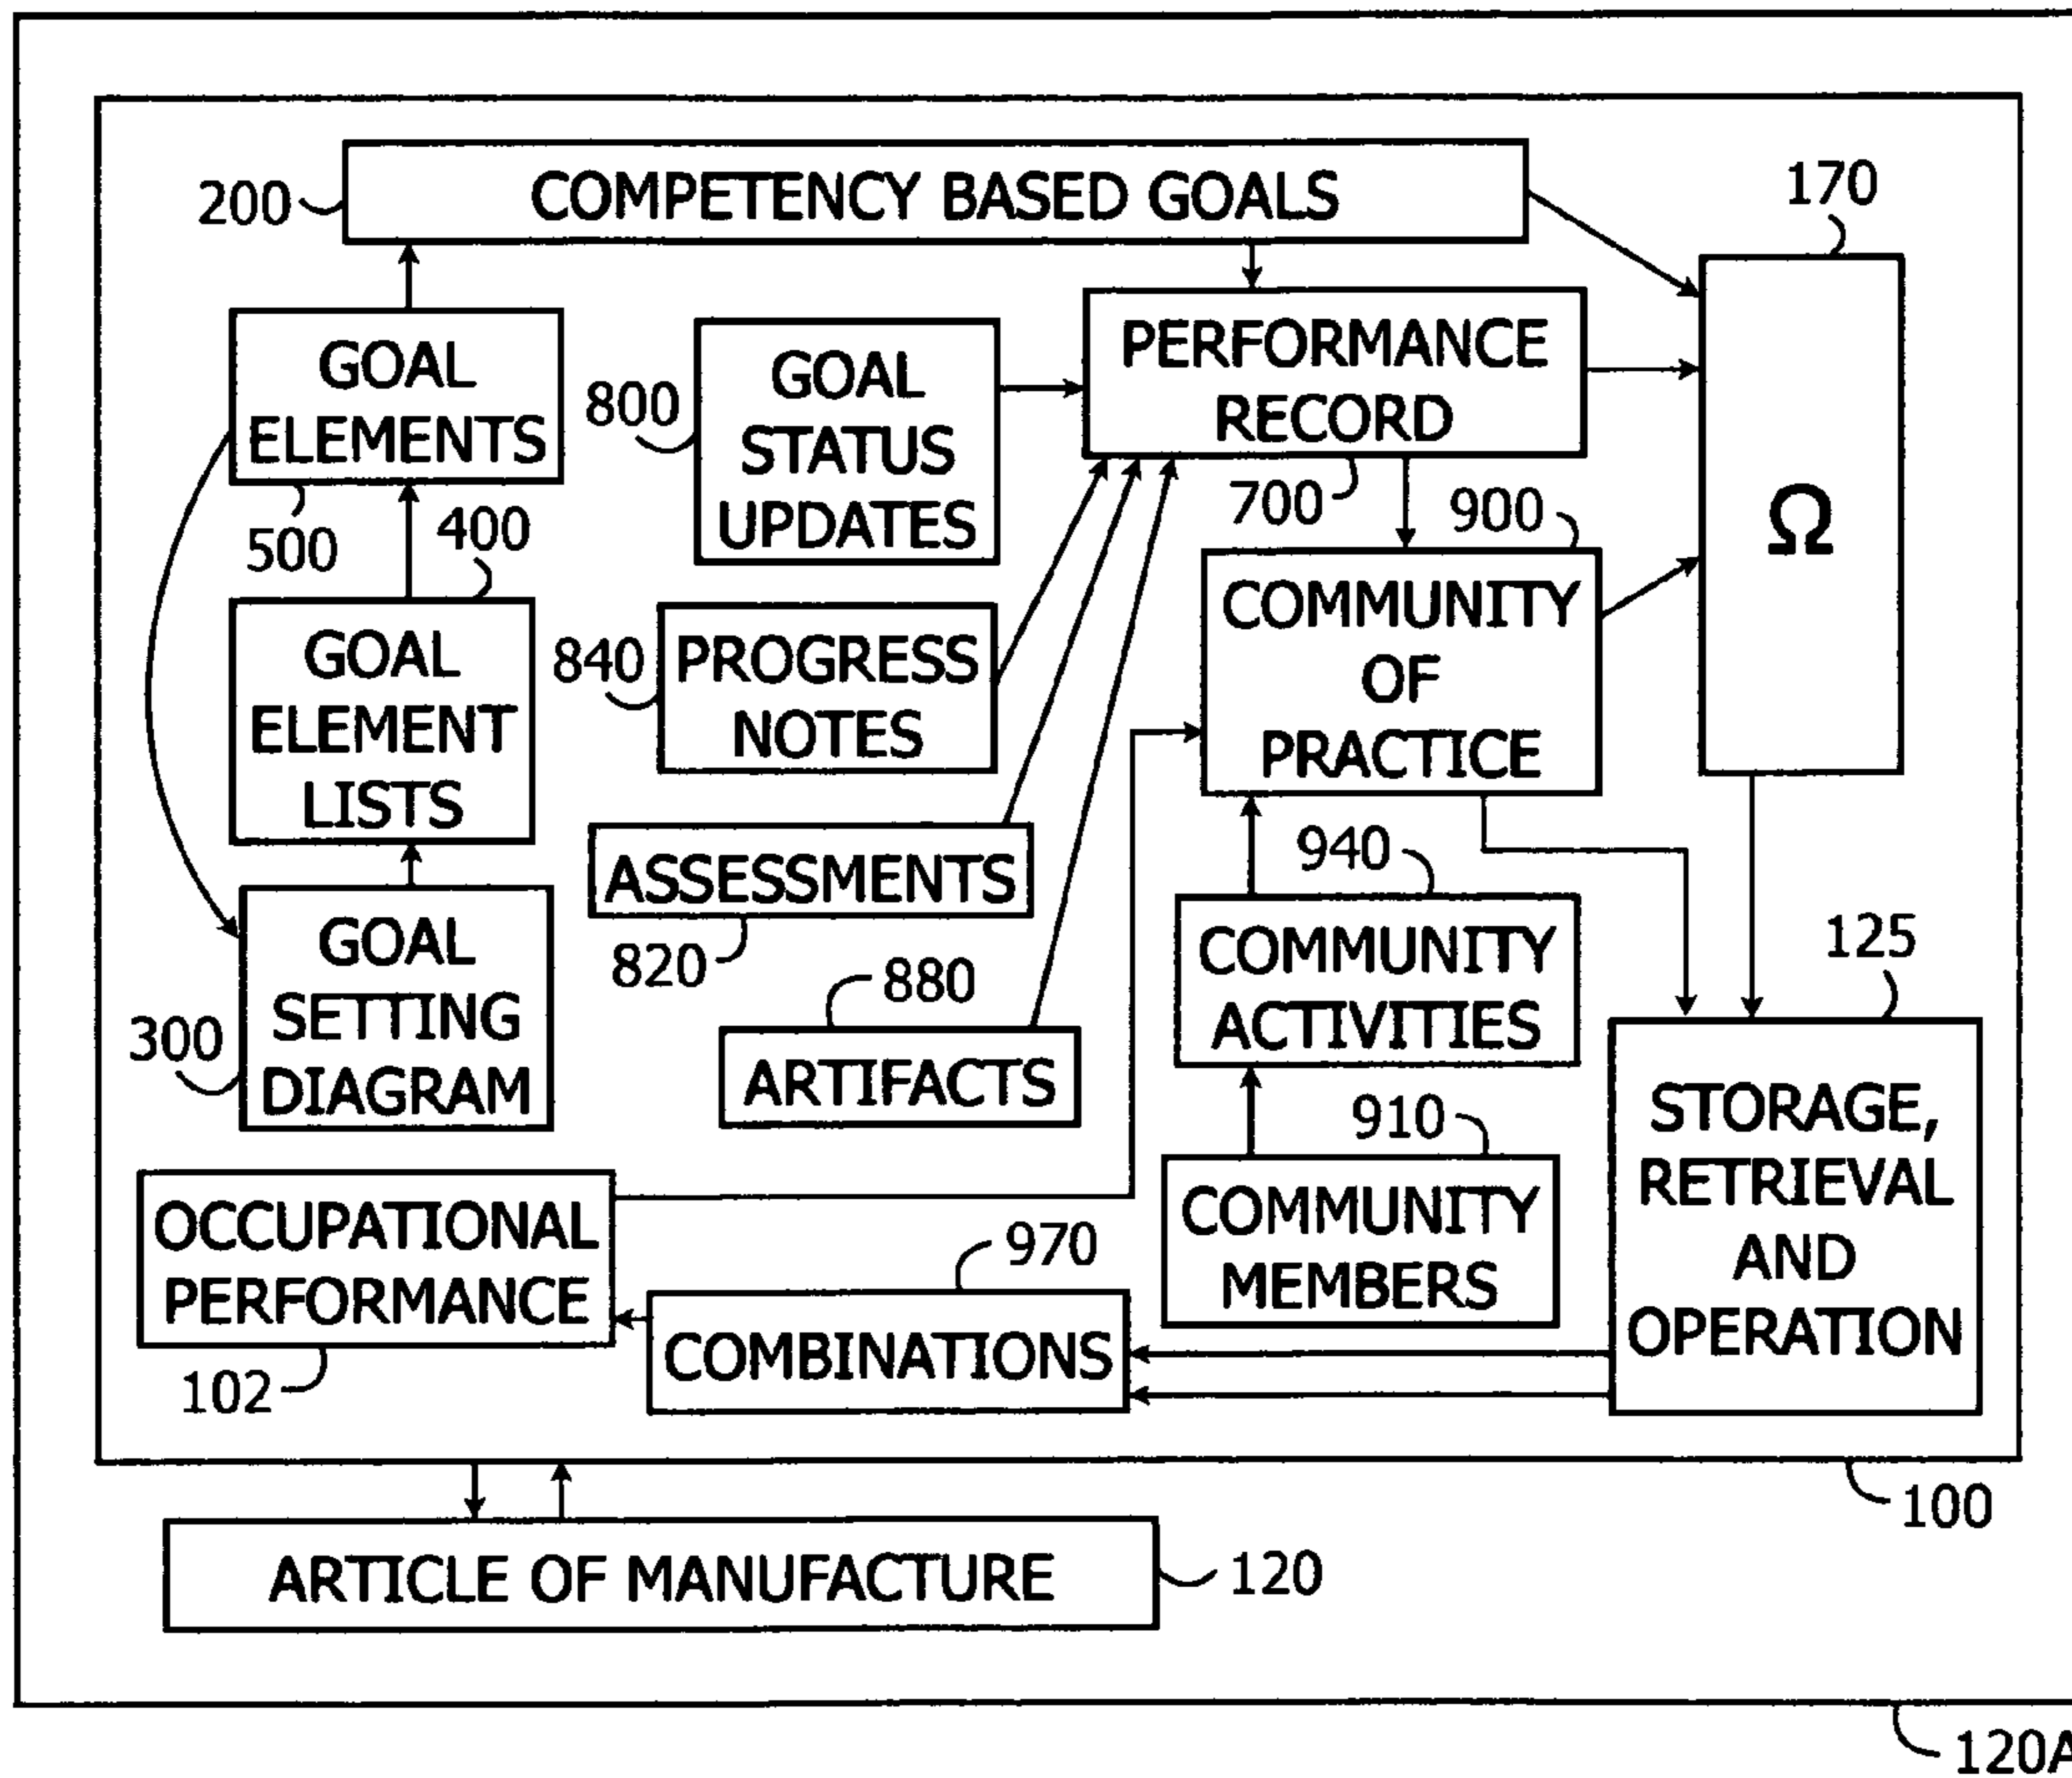 200
COMPETENCY BASED GOALS
170
GOAL
ELEMENTS
500
800
GOAL
STATUS
UPDATES
PERFORMANCE
RECORD
700
900
Ω
400
GOAL
ELEMENT
LISTS
840
PROGRESS
NOTES
COMMUNITY
OF
PRACTICE
ASSESSMENTS
820
940
COMMUNITY
ACTIVITIES
125
300
GOAL
SETTING
DIAGRAM
880
ARTIFACTS
910
COMMUNITY
MEMBERS
STORAGE,
RETRIEVAL
AND
OPERATION
OCCUPATIONAL
PERFORMANCE
102
970
COMBINATIONS
100
ARTICLE OF MANUFACTURE
120
120A